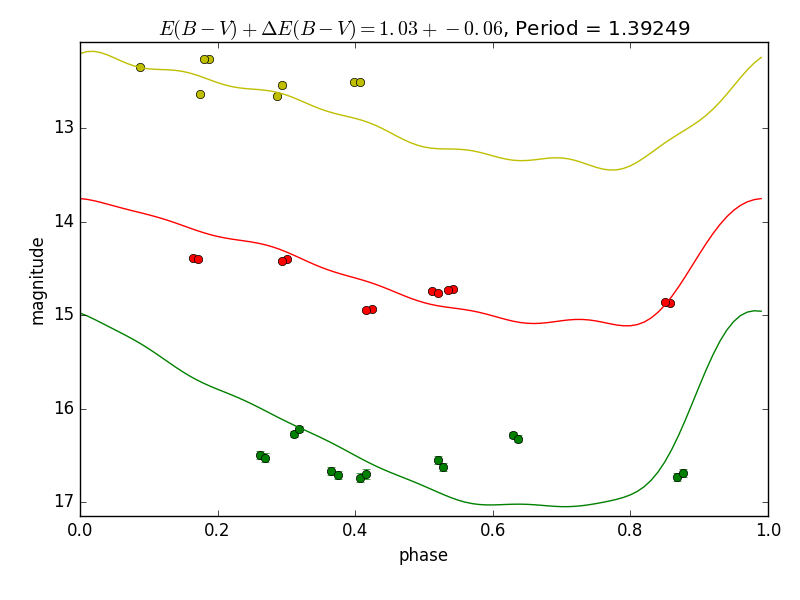 E(B − V) + ΔE(B − V) = 1.03 + −0.06, Period = 1.39249
13
14
15
16
17
0.0 0.2 0.4 0.6 0.8 1.0
magnitude
phase